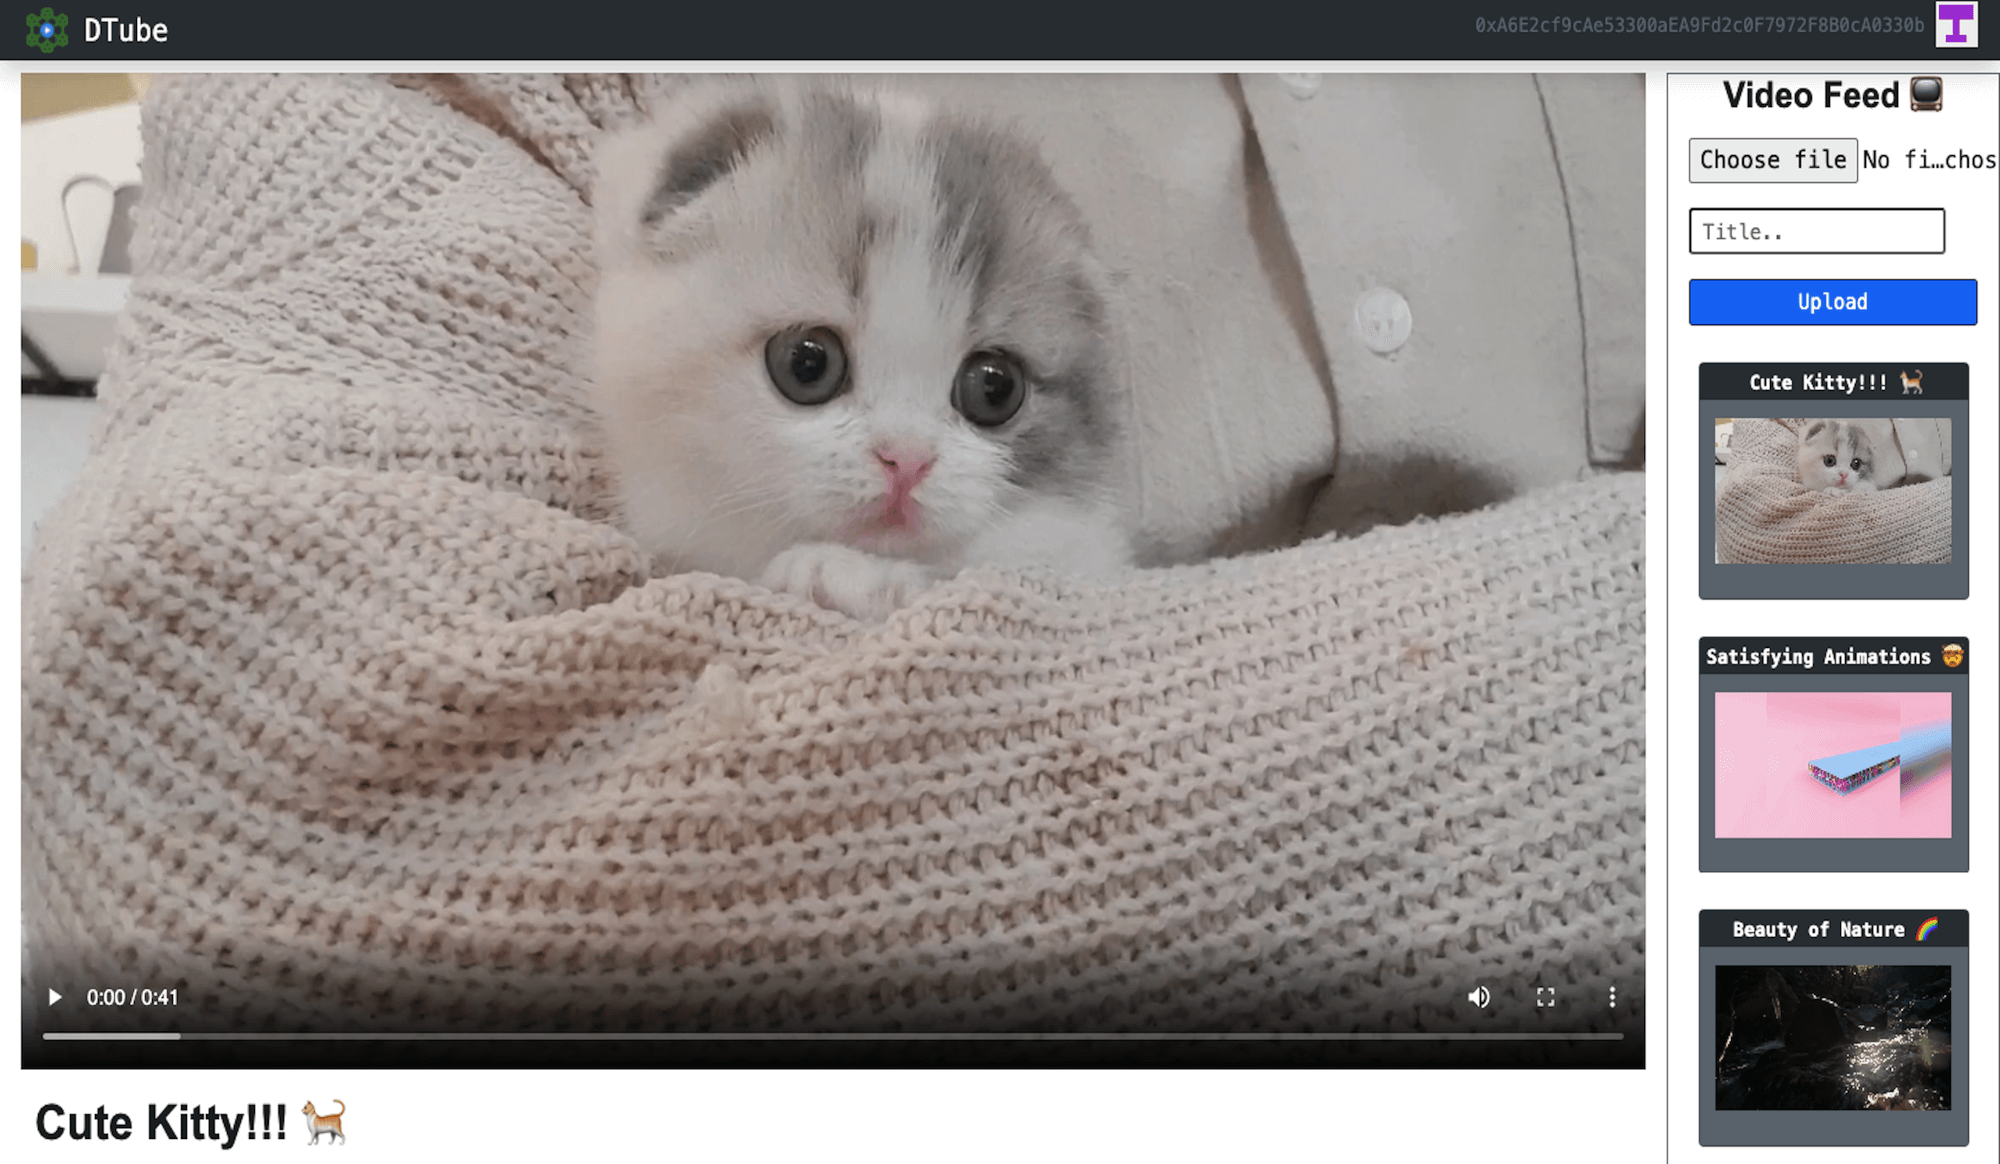 DTube
0xA6E2cf9cAe53300aEA9Fd2c0F7972F8B0cA0330b
Video Feed 📺
Choose file No fi…chos
Title..
Upload
Cute Kitty!!! 🐈
Satisfying Animations 🤯
Beauty of Nature 🌈
0:00 / 0:41
Cute Kitty!!! 🐈